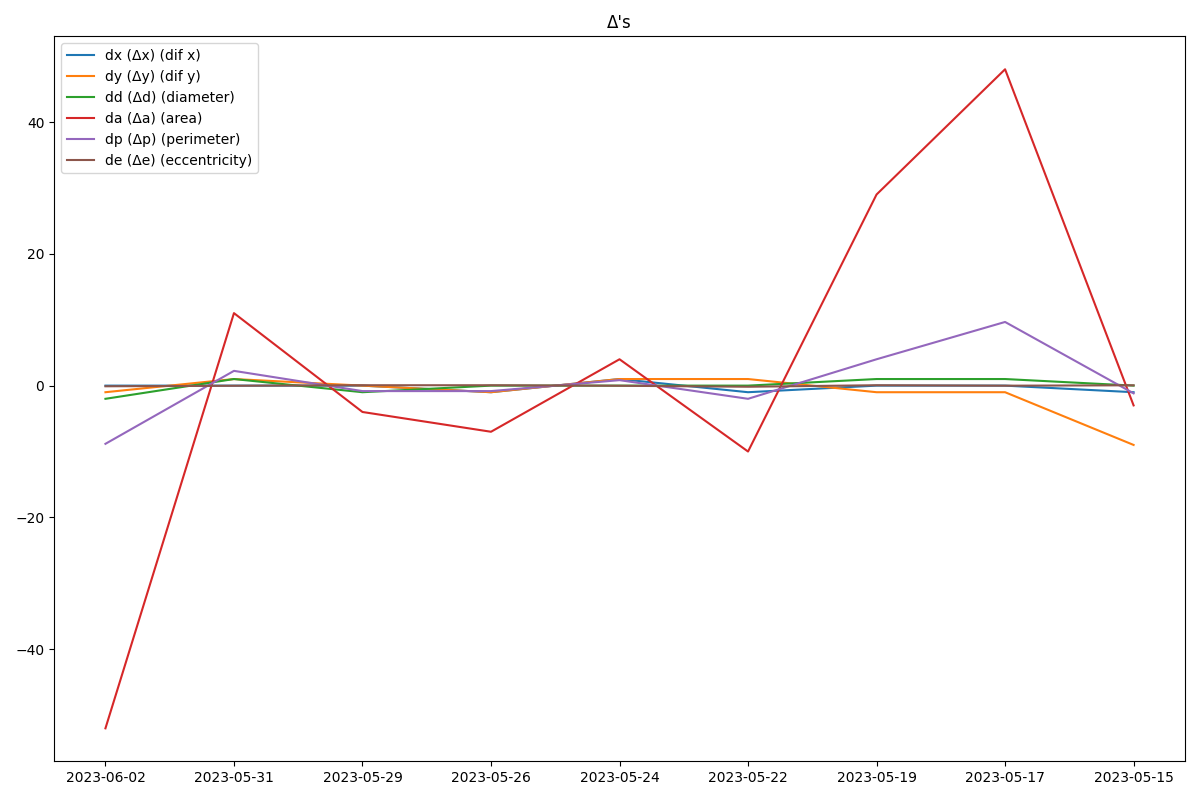 Δ's
dx (Δx) (dif x)
dy (Δy) (dif y)
dd (Δd) (diameter)
da (Δa) (area)
dp (Δp) (perimeter)
de (Δe) (eccentricity)
40
20
0
−20
−40
2023-06-02 2023-05-31 2023-05-29 2023-05-26 2023-05-24 2023-05-22 2023-05-19 2023-05-17 2023-05-15